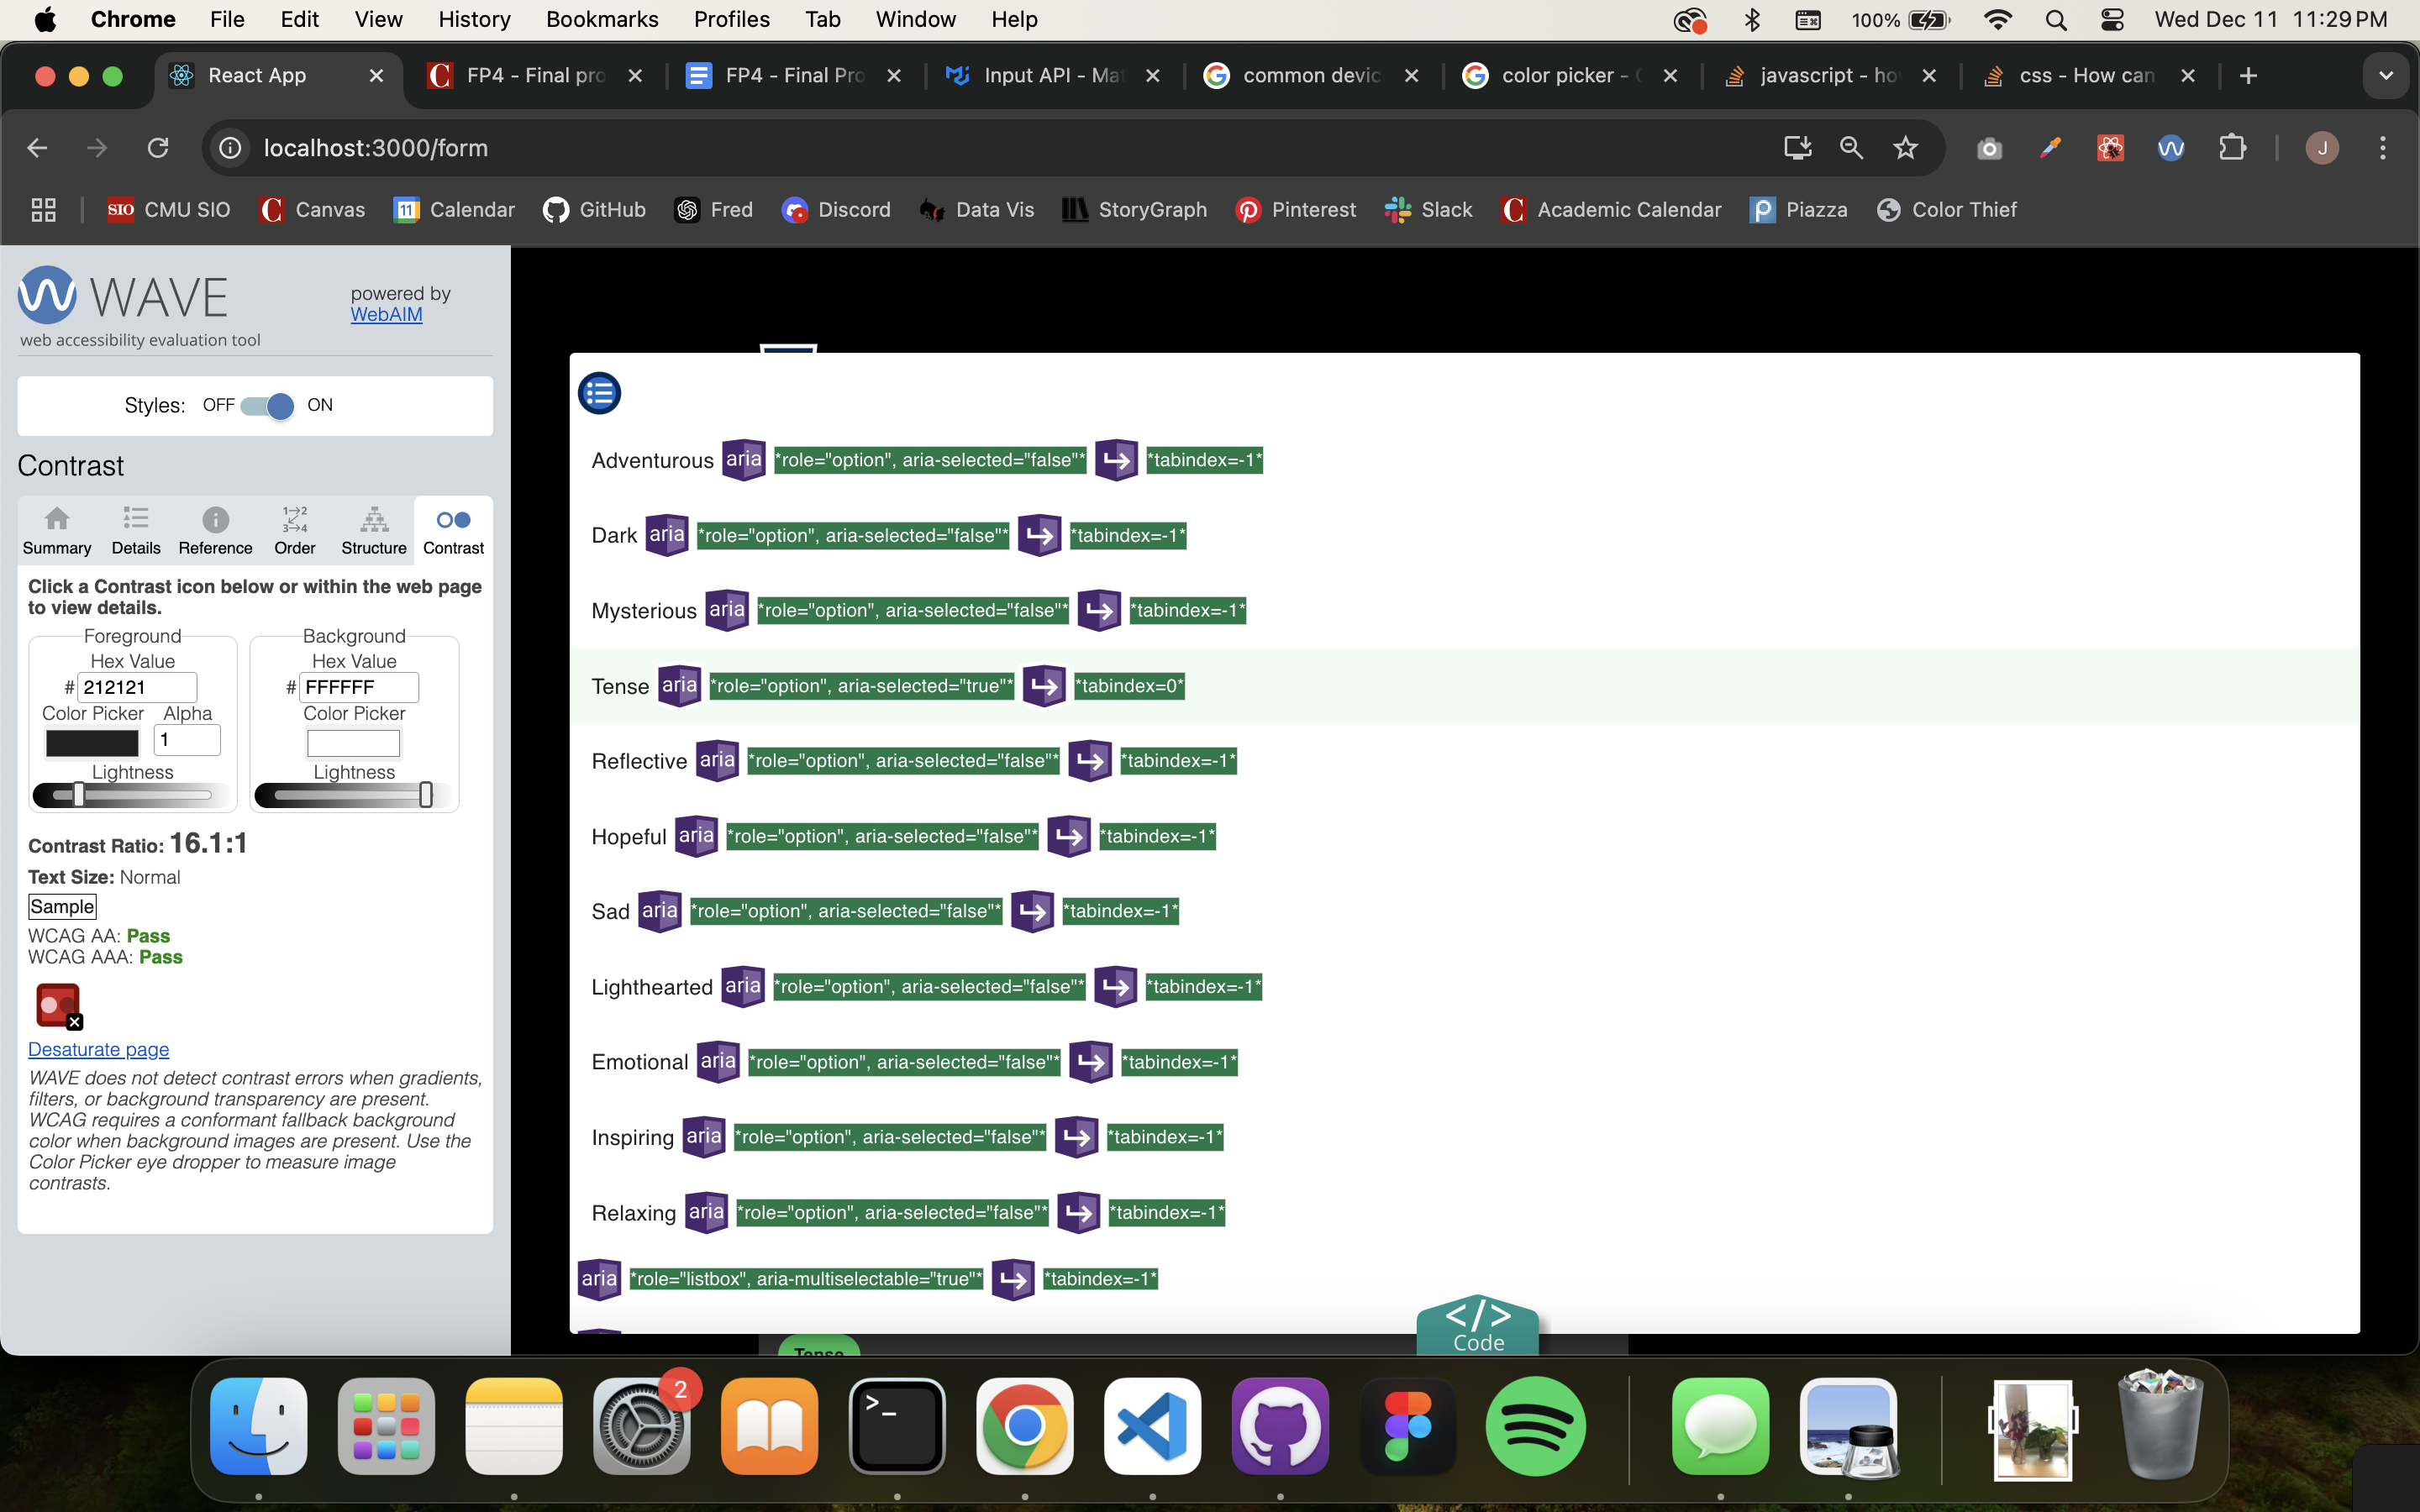 Chrome File Edit View History Bookmarks Profiles Tab Window Help 100% Wed Dec 11 11:29 PM
React App FP4 - Final pro FP4 - Final Pro Input API - Mat common devic color picker - javascript - ho css - How can
localhost:3000/form J
SIO CMU SIO C Canvas 11 Calendar GitHub Fred Discord Data Vis StoryGraph Pinterest Slack C Academic Calendar Piazza Color Thief
WAVE
powered by
WebAIM
web accessibility evaluation tool
Styles: OFF ON
Contrast
Summary Details Reference Order Structure Contrast
Click a Contrast icon below or within the web page
to view details.
Foreground Background
Hex Value Hex Value
# 212121 # FFFFFF
Color Picker Alpha Color Picker
1
Lightness Lightness
Contrast Ratio: 16.1:1
Text Size: Normal
Sample
WCAG AA: Pass
WCAG AAA: Pass
Desaturate page
WAVE does not detect contrast errors when gradients,
filters, or background transparency are present.
WCAG requires a conformant fallback background
color when background images are present. Use the
Color Picker eye dropper to measure image
contrasts.
Adventurous aria *role="option", aria-selected="false"* *tabindex=-1*
Dark aria *role="option", aria-selected="false"* *tabindex=-1*
Mysterious aria *role="option", aria-selected="false"* *tabindex=-1*
Tense aria *role="option", aria-selected="true"* *tabindex=0*
Reflective aria *role="option", aria-selected="false"* *tabindex=-1*
Hopeful aria *role="option", aria-selected="false"* *tabindex=-1*
Sad aria *role="option", aria-selected="false"* *tabindex=-1*
Lighthearted aria *role="option", aria-selected="false"* *tabindex=-1*
Emotional aria *role="option", aria-selected="false"* *tabindex=-1*
Inspiring aria *role="option", aria-selected="false"* *tabindex=-1*
Relaxing aria *role="option", aria-selected="false"* *tabindex=-1*
aria *role="listbox", aria-multiselectable="true"* *tabindex=-1*
</> Code
Tense
2